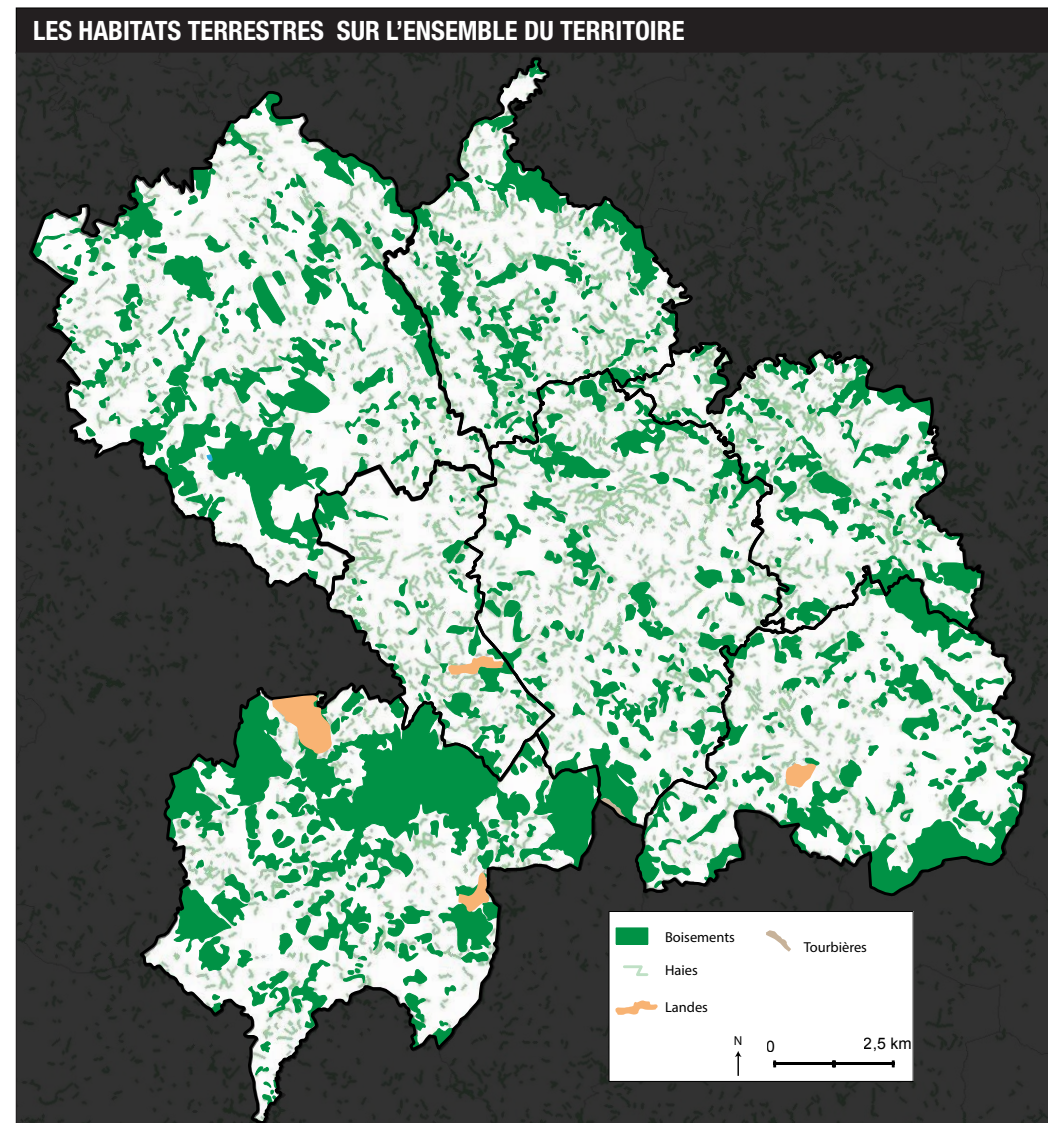 LES HABITATS TERRESTRES SUR L'ENSEMBLE DU TERRITOIRE
Boisements
Tourbières
Haies
Landes
N
0
2,5 km